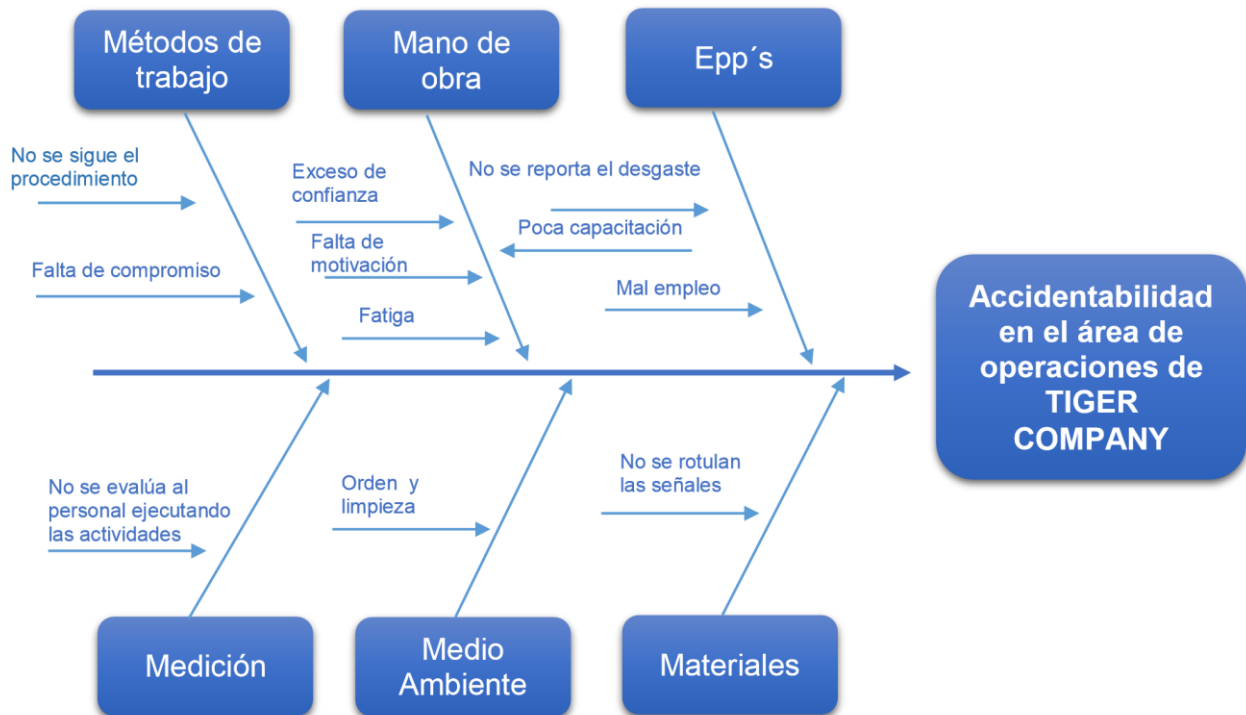 Métodos de
trabajo
Mano de
obra
Epp´s
No se sigue el
procedimiento
Exceso de
confianza
No se reporta el desgaste
Poca capacitación
Falta de compromiso
Falta de
motivación
Mal empleo
Fatiga
Accidentabilidad
en el área de
operaciones de
TIGER
COMPANY
No se evalúa al
personal ejecutando
las actividades
Orden y
limpieza
No se rotulan
las señales
Medición
Medio
Ambiente
Materiales